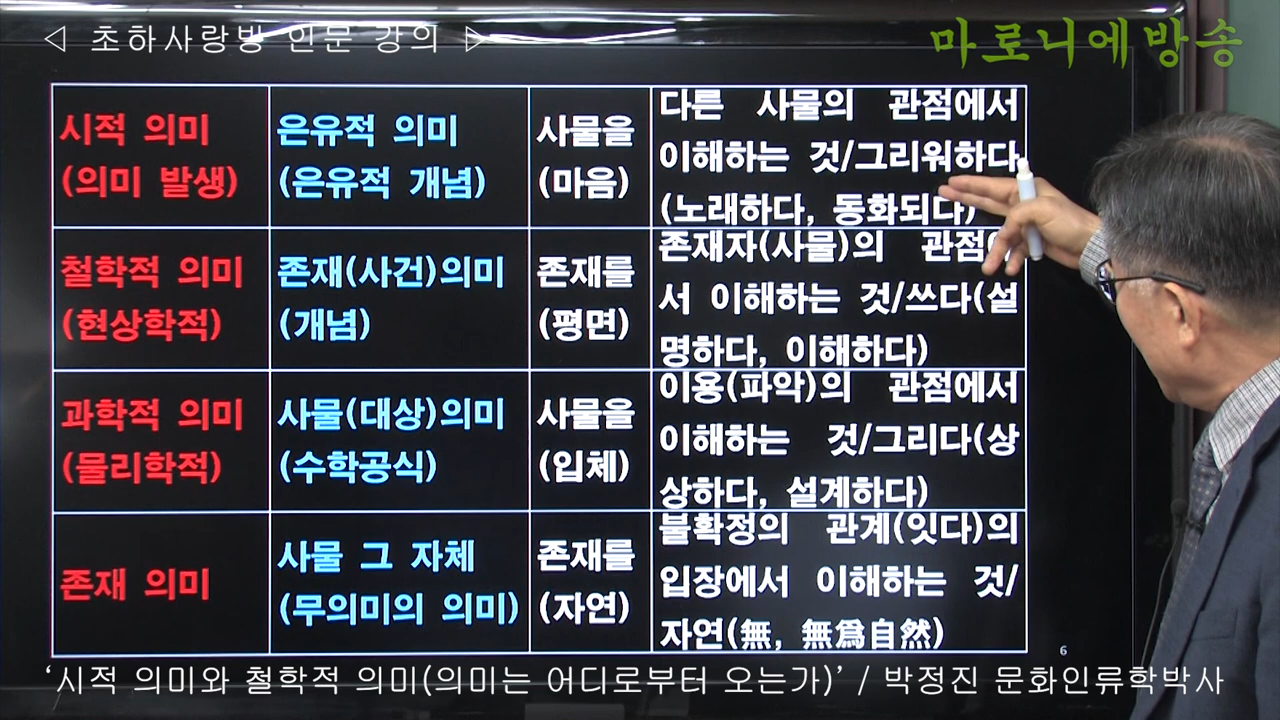 ◁ 초하사랑방 인문 강의 ▷
마로니에방송
시적 의미
(의미 발생)
은유적 의미
(은유적 개념)
사물을
(마음)
다른 사물의 관점에서
이해하는 것/그리워하다
(노래하다, 동화되다)
철학적 의미
(현상학적)
존재(사건)의미
(개념)
존재를
(평면)
존재자(사물)의 관점에
서 이해하는 것/쓰다(설
명하다, 이해하다)
과학적 의미
(물리학적)
사물(대상)의미
(수학공식)
사물을
(입체)
이용(파악)의 관점에서
이해하는 것/그리다(상
상하다, 설계하다)
존재 의미
사물 그 자체
(무의미의 의미)
존재를
(자연)
불확정의 관계(잇다)의
입장에서 이해하는 것/
자연(無, 無爲自然)
6
‘시적 의미와 철학적 의미(의미는 어디로부터 오는가)’ / 박정진 문화인류학박사